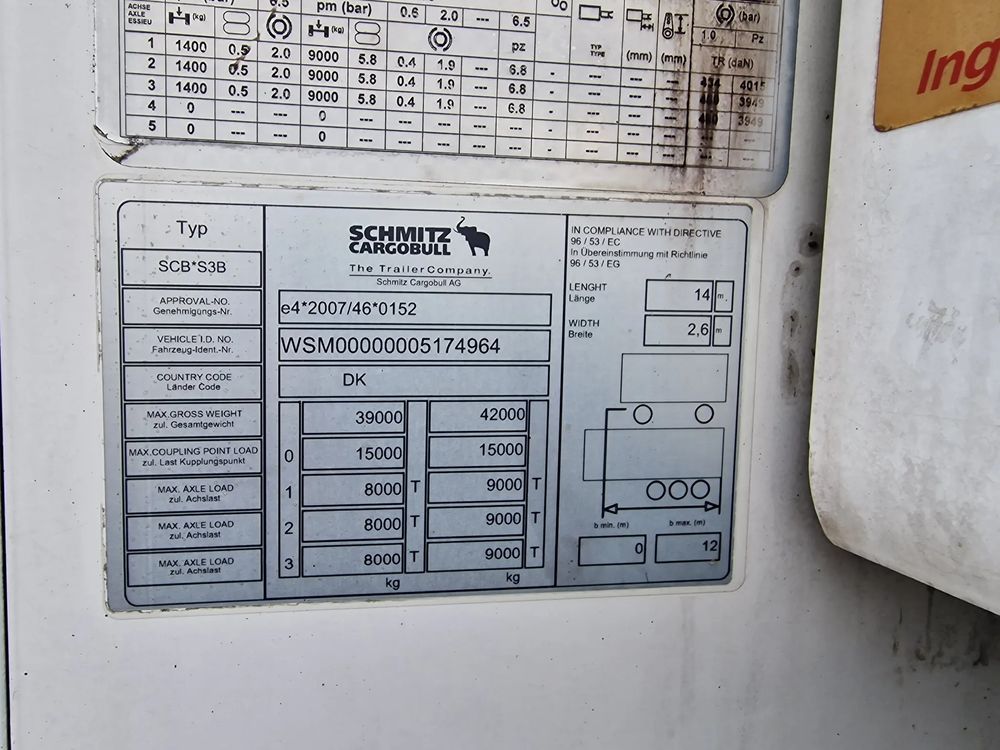 pm (bar)
0.6 2.0 --- 6.5
(bar)
ACHSE
AXLE
ESSIEU
(kg)
(kg)
pz
TYP
TYPE
(mm) (mm)
1.0 Pz
TR (daN)
1 1400 0.5 2.0 9000 5.8 0.4 1.9 --- 6.8 - --- --- --- 4015
2 1400 0.5 2.0 9000 5.8 0.4 1.9 --- 6.8 - --- --- --- 3949
3 1400 0.5 2.0 9000 5.8 0.4 1.9 --- 6.8 - --- --- --- 3949
4 0 --- --- 0 --- --- --- --- --- - --- --- --- --- ---
5 0 --- --- 0 --- --- --- --- --- - --- --- --- --- ---
Ing
Typ
SCB*S3B
SCHMITZ
CARGOBULL
The Trailer Company.
Schmitz Cargobull AG
APPROVAL-NO.
Genehmigungs-Nr.
e4*2007/46*0152
VEHICLE I.D. NO.
Fahrzeug-Ident.-Nr.
WSM00000005174964
COUNTRY CODE
Länder Code
DK
MAX.GROSS WEIGHT
zul. Gesamtgewicht
39000 42000
MAX.COUPLING POINT LOAD
zul. Last Kupplungspunkt
0 15000 15000
MAX. AXLE LOAD
zul. Achslast
1 8000 T 9000 T
MAX. AXLE LOAD
zul. Achslast
2 8000 T 9000 T
MAX. AXLE LOAD
zul. Achslast
3 8000 T 9000 T
kg kg
IN COMPLIANCE WITH DIRECTIVE
96 / 53 / EC
In Übereinstimmung mit Richtlinie
96 / 53 / EG
LENGHT
Länge
14 m
WIDTH
Breite
2,6 m
b min. (m) b max. (m)
0 12